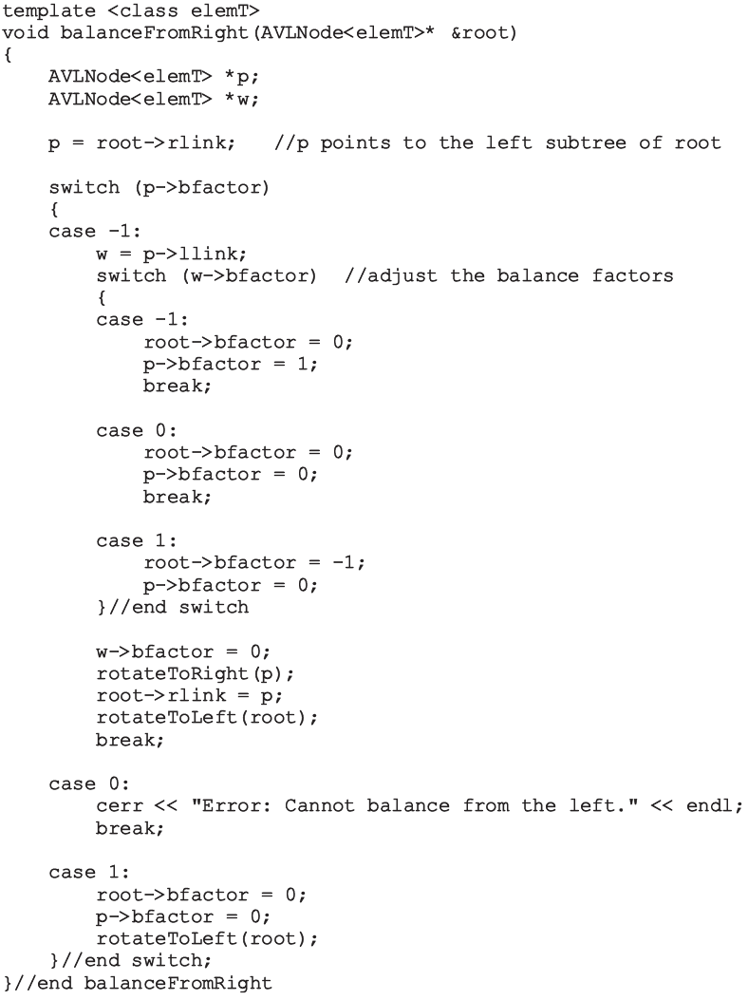 template <class elemT>
void balanceFromRight(AVLNode<elemT>* &root)
{
    AVLNode<elemT> *p;
    AVLNode<elemT> *w;

    p = root->rlink;   //p points to the left subtree of root

    switch (p->bfactor)
    {
    case -1:
        w = p->llink;
        switch (w->bfactor)  //adjust the balance factors
        {
        case -1:
            root->bfactor = 0;
            p->bfactor = 1;
            break;

        case 0:
            root->bfactor = 0;
            p->bfactor = 0;
            break;

        case 1:
            root->bfactor = -1;
            p->bfactor = 0;
        }//end switch

        w->bfactor = 0;
        rotateToRight(p);
        root->rlink = p;
        rotateToLeft(root);
        break;

    case 0:
        cerr << "Error: Cannot balance from the left." << endl;
        break;

    case 1:
        root->bfactor = 0;
        p->bfactor = 0;
        rotateToLeft(root);
    }//end switch;
}//end balanceFromRight